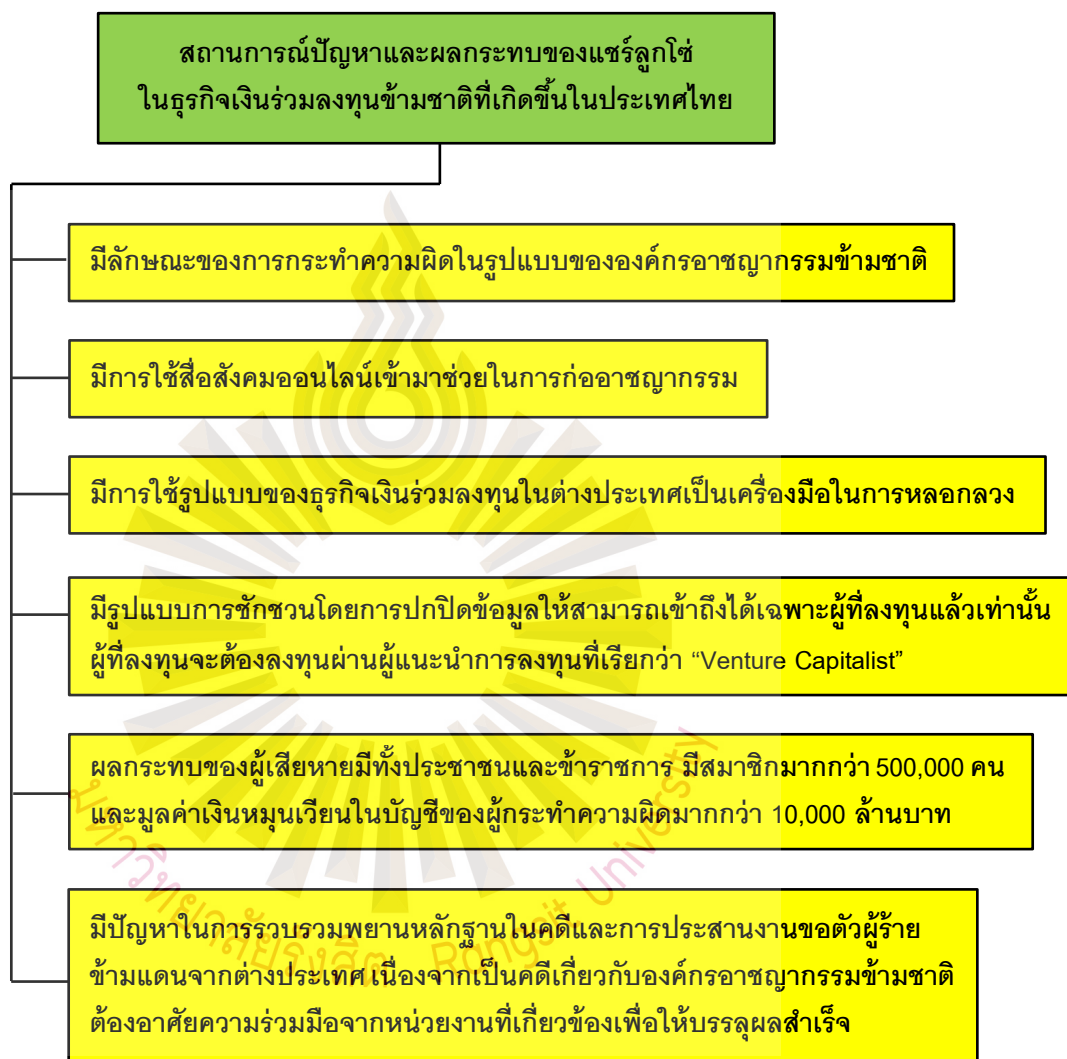 สถานการณ์ปัญหาและผลกระทบของแชร์ลูกโซ่
ในธุรกิจเงินร่วมลงทุนข้ามชาติที่เกิดขึ้นในประเทศไทย
มีลักษณะของการกระทำความผิดในรูปแบบขององค์กรอาชญากรรมข้ามชาติ
มีการใช้สื่อสังคมออนไลน์เข้ามาช่วยในการก่ออาชญากรรม
มีการใช้รูปแบบของธุรกิจเงินร่วมลงทุนในต่างประเทศเป็นเครื่องมือในการหลอกลวง
มีรูปแบบการชักชวนโดยการปกปิดข้อมูลให้สามารถเข้าถึงได้เฉพาะผู้ที่ลงทุนแล้วเท่านั้น
ผู้ที่ลงทุนจะต้องลงทุนผ่านผู้แนะนำการลงทุนที่เรียกว่า “Venture Capitalist”
ผลกระทบของผู้เสียหายมีทั้งประชาชนและข้าราชการ มีสมาชิกมากกว่า 500,000 คน
และมูลค่าเงินหมุนเวียนในบัญชีของผู้กระทำความผิดมากกว่า 10,000 ล้านบาท
มีปัญหาในการรวบรวมพยานหลักฐานในคดีและการประสานงานขอตัวผู้ร้าย
ข้ามแดนจากต่างประเทศ เนื่องจากเป็นคดีเกี่ยวกับองค์กรอาชญากรรมข้ามชาติ
ต้องอาศัยความร่วมมือจากหน่วยงานที่เกี่ยวข้องเพื่อให้บรรลุผลสำเร็จ
มหาวิทยาลัยรังสิต Rangsit University